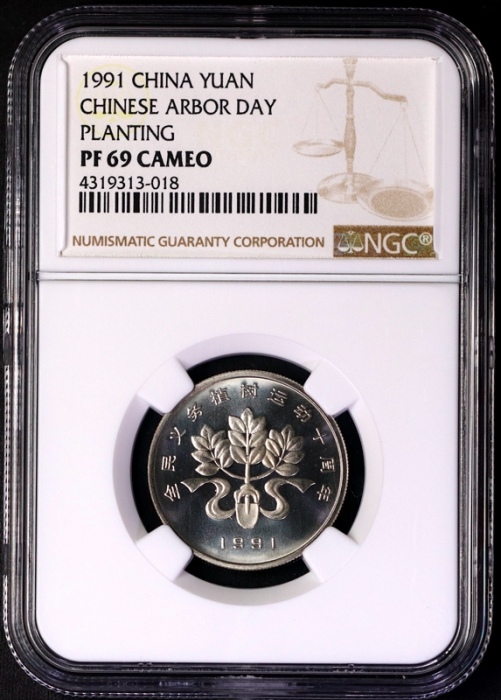 1991 CHINA YUAN
CHINESE ARBOR DAY
PLANTING
PF 69 CAMEO
4319313-018
NUMISMATIC GUARANTY CORPORATION
NGC®
全民义务植树运动十周年
1991